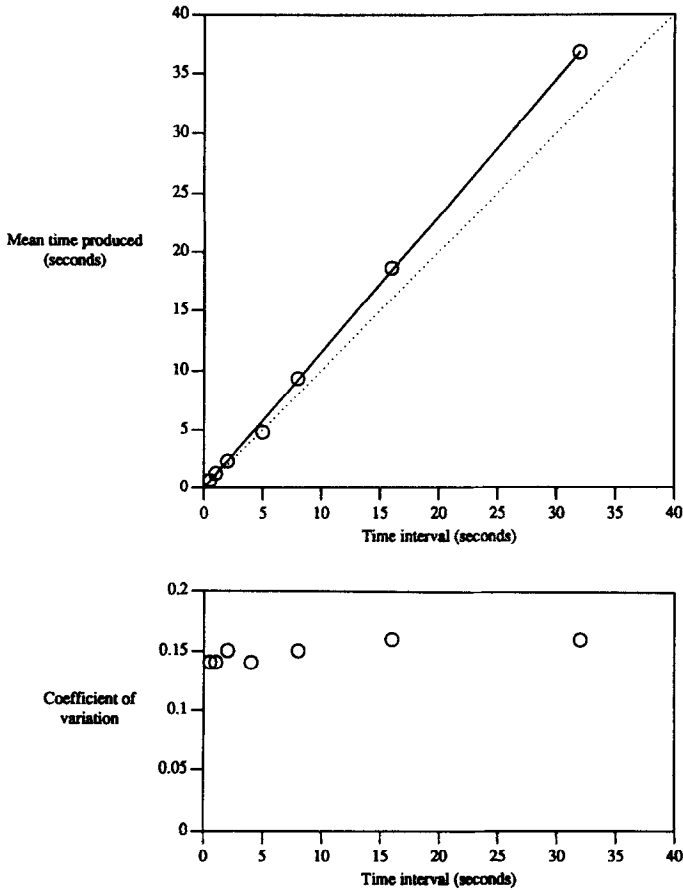 40
35
30
25
20
15
10
5
0
Mean time produced
(seconds)
0 5 10 15 20 25 30 35 40
Time interval (seconds)
0.2
0.15
0.1
0.05
0
Coefficient of
variation
0 5 10 15 20 25 30 35 40
Time interval (seconds)